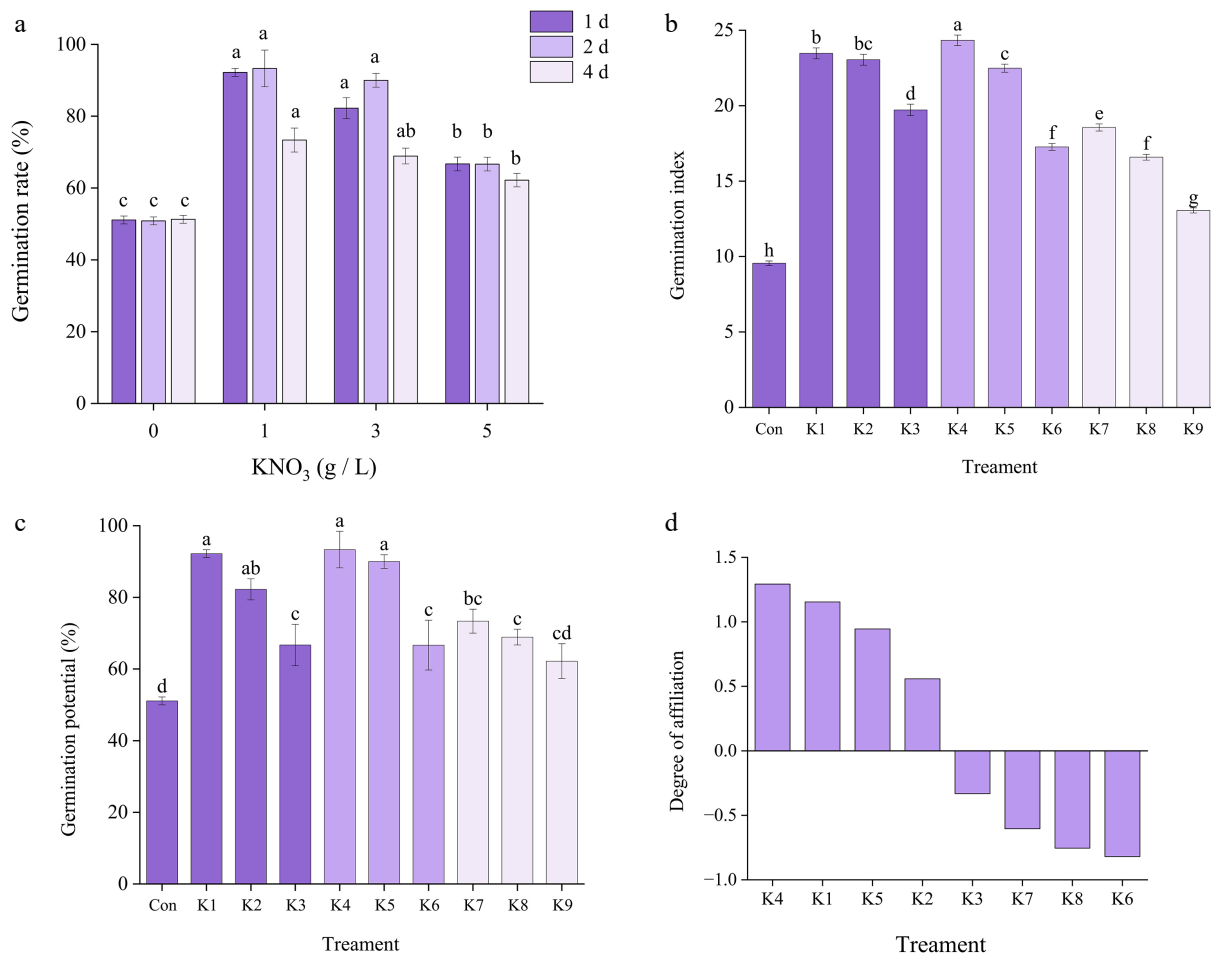 a
1 d
2 d
4 d
Germination rate (%)
100
80
60
40
20
0
c c c
a a a
a a ab
b b b
0 1 3 5
KNO₃ (g / L)
b
Germination index
25
20
15
10
5
0
h b bc d a c f e f g
Con K1 K2 K3 K4 K5 K6 K7 K8 K9
Treament
c
Germination potential (%)
100
80
60
40
20
0
d a ab c a a c bc c cd
Con K1 K2 K3 K4 K5 K6 K7 K8 K9
Treament
d
Degree of affiliation
1.5
1.0
0.5
0.0
−0.5
−1.0
K4 K1 K5 K2 K3 K7 K8 K6
Treament